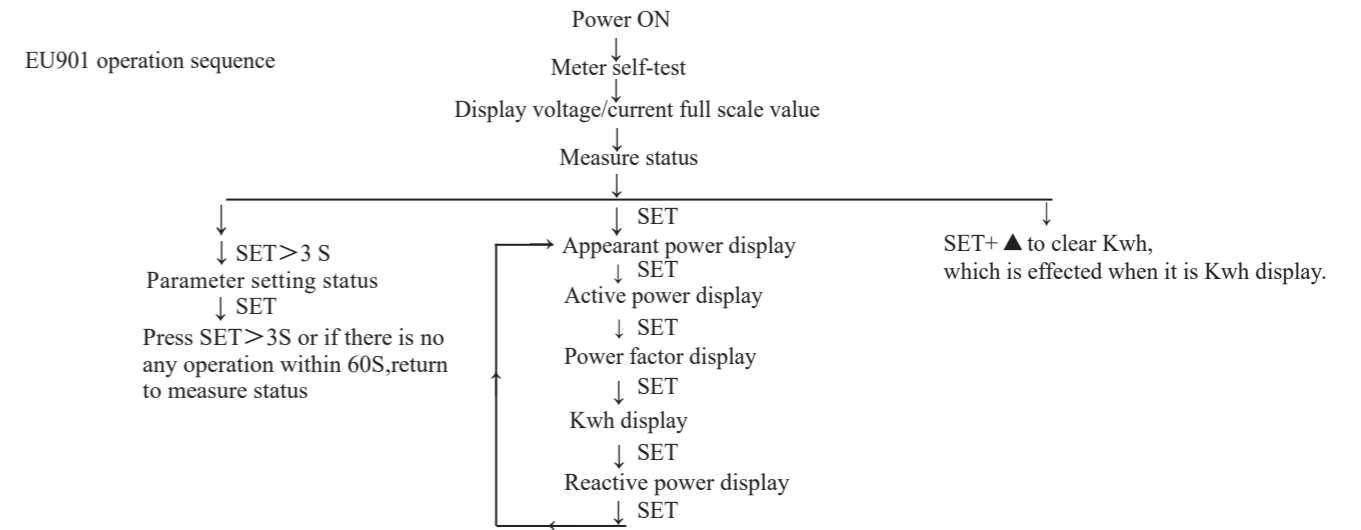 Power ON
EU901 operation sequence
Meter self-test
Display voltage/current full scale value
Measure status
SET
SET＞3 S
Appearant power display
SET+ ▲ to clear Kwh,
which is effected when it is Kwh display.
Parameter setting status
SET
Active power display
SET
Press SET＞3S or if there is no
any operation within 60S,return
to measure status
SET
Power factor display
SET
Kwh display
SET
Reactive power display
SET